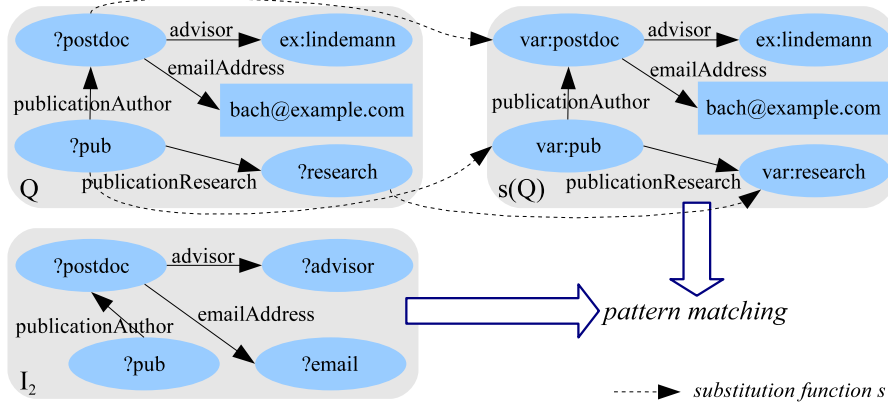 ?postdoc
advisor
ex:lindemann
emailAddress
publicationAuthor
bach@example.com
?pub
publicationResearch
?research
Q
var:postdoc
advisor
ex:lindemann
emailAddress
publicationAuthor
bach@example.com
var:pub
publicationResearch
var:research
s(Q)
?postdoc
advisor
?advisor
publicationAuthor
emailAddress
?pub
?email
I₂
pattern matching
substitution function s